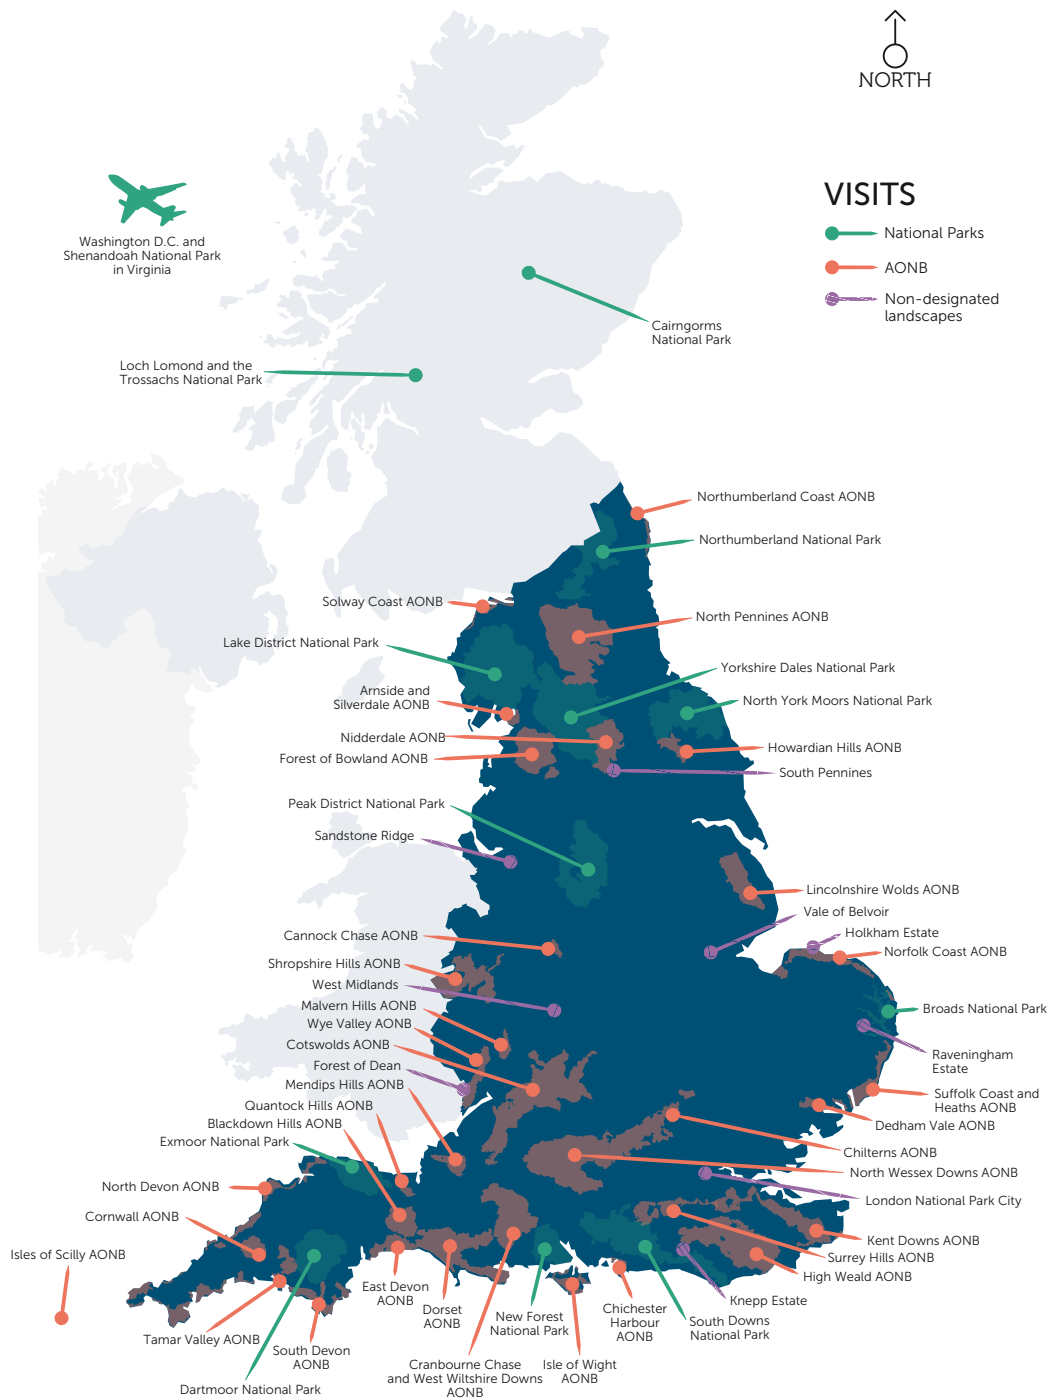 NORTH
VISITS
National Parks
AONB
Non-designated
landscapes
Washington D.C. and
Shenandoah National Park
in Virginia
Cairngorms
National Park
Loch Lomond and the
Trossachs National Park
Northumberland Coast AONB
Northumberland National Park
Solway Coast AONB
North Pennines AONB
Lake District National Park
Yorkshire Dales National Park
Arnside and
Silverdale AONB
North York Moors National Park
Nidderdale AONB
Howardian Hills AONB
Forest of Bowland AONB
South Pennines
Peak District National Park
Sandstone Ridge
Lincolnshire Wolds AONB
Vale of Belvoir
Holkham Estate
Cannock Chase AONB
Norfolk Coast AONB
Shropshire Hills AONB
West Midlands
Malvern Hills AONB
Broads National Park
Wye Valley AONB
Cotswolds AONB
Raveningham
Estate
Forest of Dean
Mendips Hills AONB
Suffolk Coast and
Heaths AONB
Quantock Hills AONB
Blackdown Hills AONB
Dedham Vale AONB
Exmoor National Park
Chilterns AONB
North Wessex Downs AONB
North Devon AONB
London National Park City
Cornwall AONB
Kent Downs AONB
Isles of Scilly AONB
Surrey Hills AONB
High Weald AONB
East Devon
AONB
Knepp Estate
Dorset
AONB
New Forest
National Park
Chichester
Harbour
AONB
South Downs
National Park
Tamar Valley AONB
South Devon
AONB
Cranbourne Chase
and West Wiltshire Downs
AONB
Isle of Wight
AONB
Dartmoor National Park